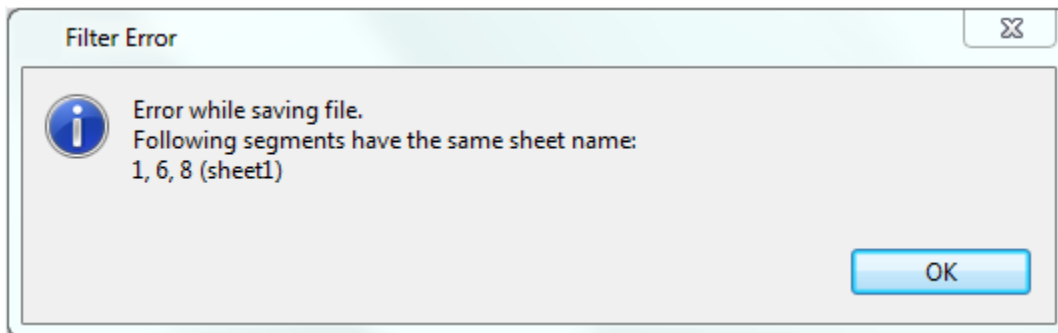 Filter Error
Error while saving file.
Following segments have the same sheet name:
1, 6, 8 (sheet1)
OK